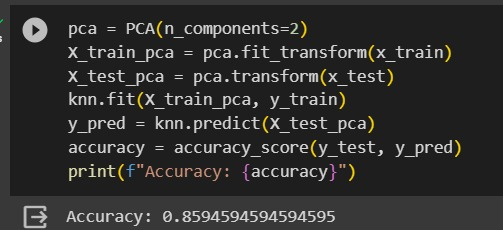 pca = PCA(n_components=2)
X_train_pca = pca.fit_transform(x_train)
X_test_pca = pca.transform(x_test)
knn.fit(X_train_pca, y_train)
y_pred = knn.predict(X_test_pca)
accuracy = accuracy_score(y_test, y_pred)
print(f"Accuracy: {accuracy}")
Accuracy: 0.8594594594594595